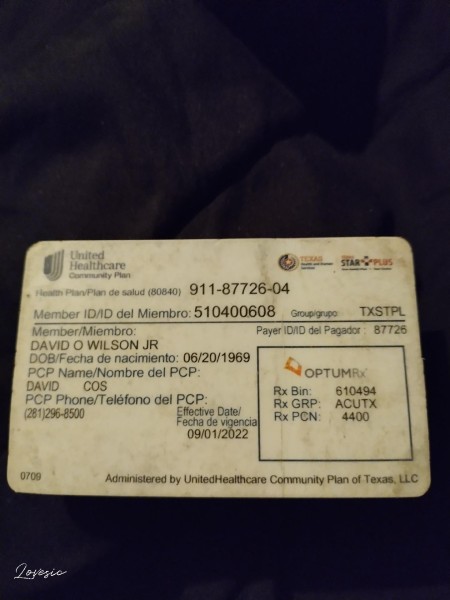 United
Healthcare
Community Plan
TEXAS
Health and Human
Services
STAR+PLUS
Health Plan/Plan de salud (80840) 911-87726-04
Member ID/ID del Miembro: 510400608 Group/grupo: TXSTPL
Member/Miembro: Payer ID/ID del Pagador: 87726
DAVID O WILSON JR
DOB/Fecha de nacimiento: 06/20/1969
PCP Name/Nombre del PCP:
DAVID COS
PCP Phone/Teléfono del PCP:
(281)296-8500
Effective Date/
Fecha de vigencia
09/01/2022
OPTUMRx
Rx Bin: 610494
Rx GRP: ACUTX
Rx PCN: 4400
0709 Administered by UnitedHealthcare Community Plan of Texas, LLC
Lovesic